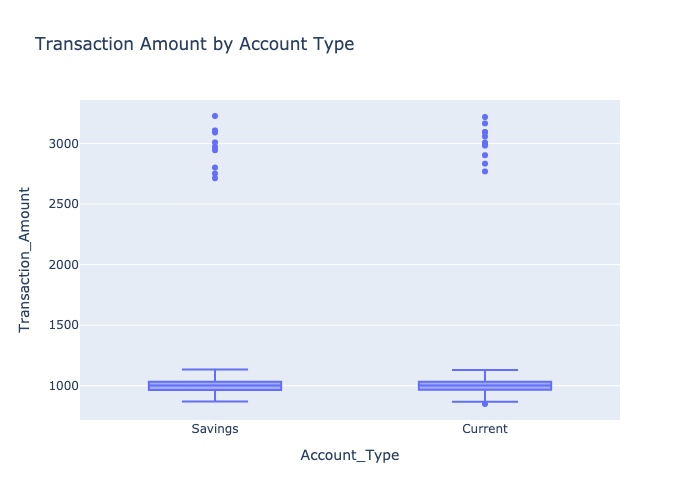 Transaction Amount by Account Type
3000
2500
2000
1500
1000
Transaction_Amount
Savings
Current
Account_Type